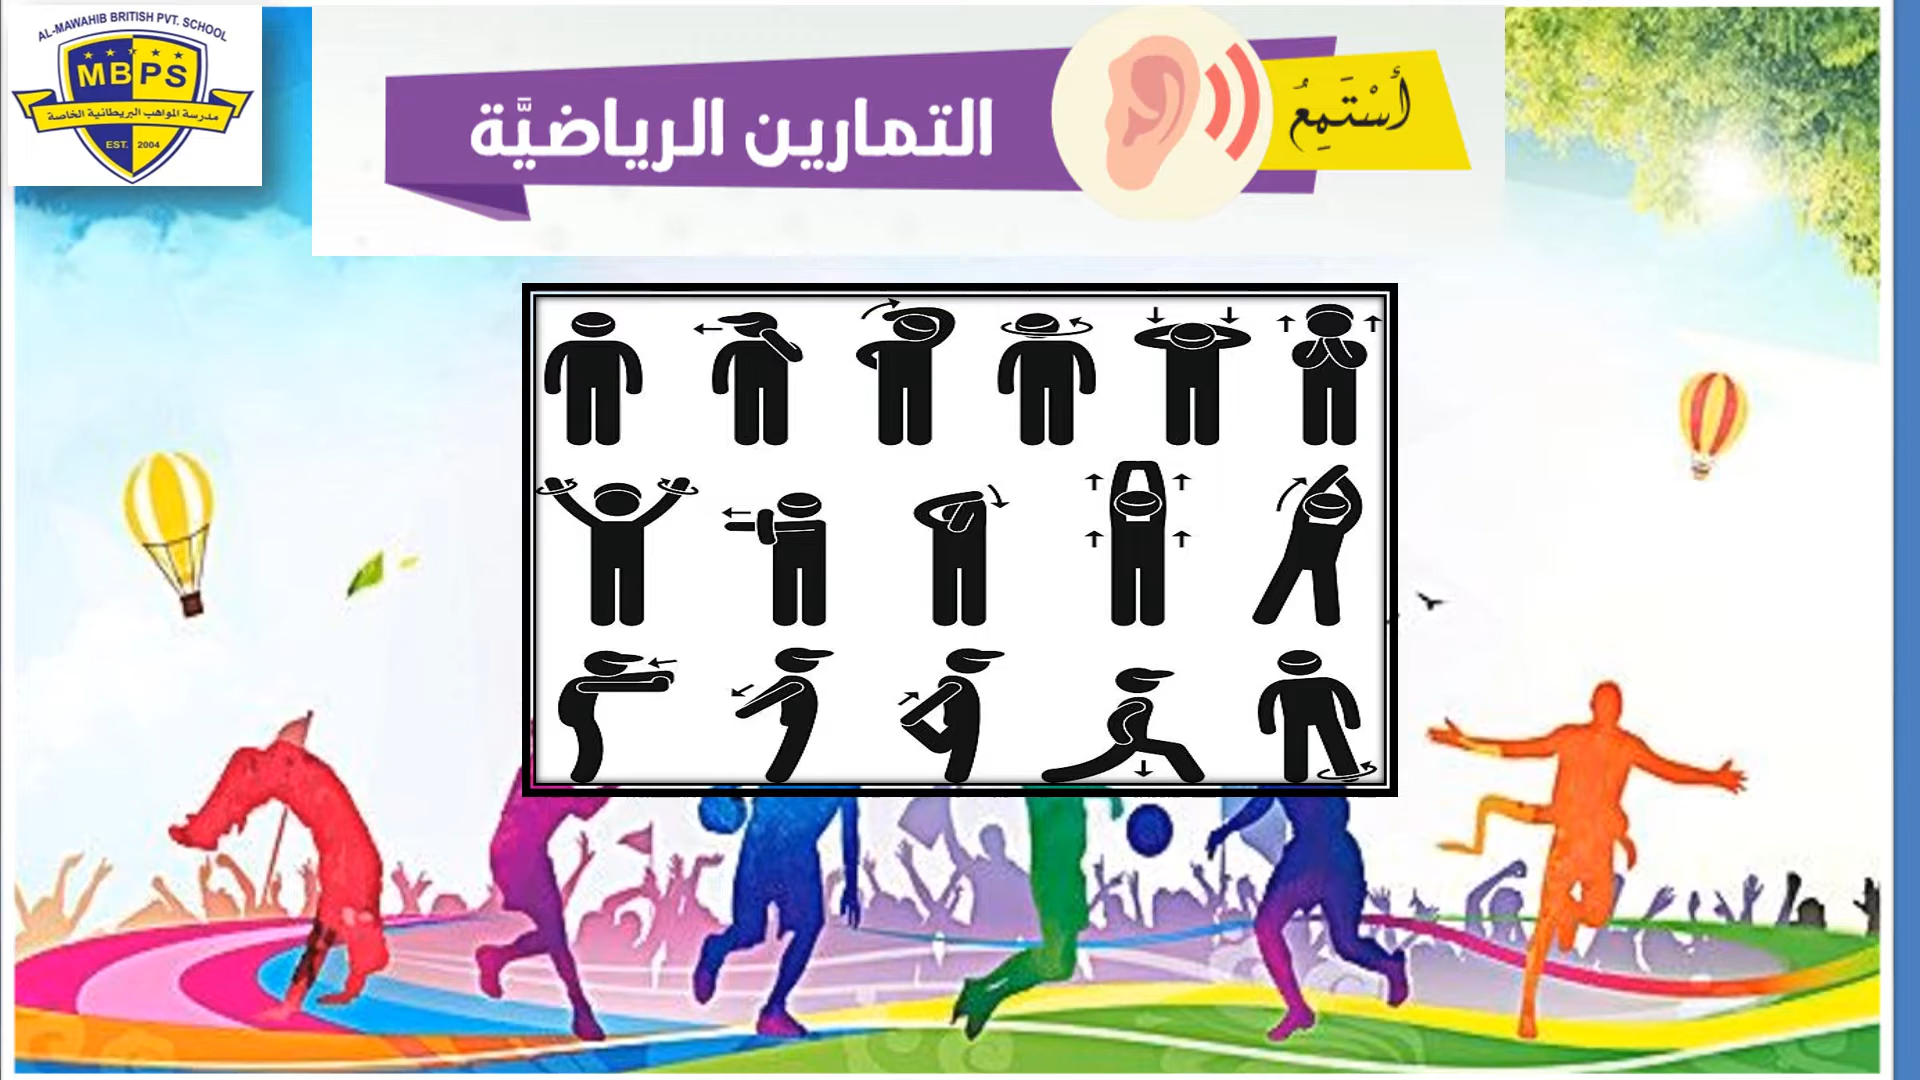 AL-MAWAHIB BRITISH PVT. SCHOOL
MBPS
مدرسة المواهب البريطانية الخاصة
EST. 2004
أَسْتَمِعُ
التمارين الرياضيَّة